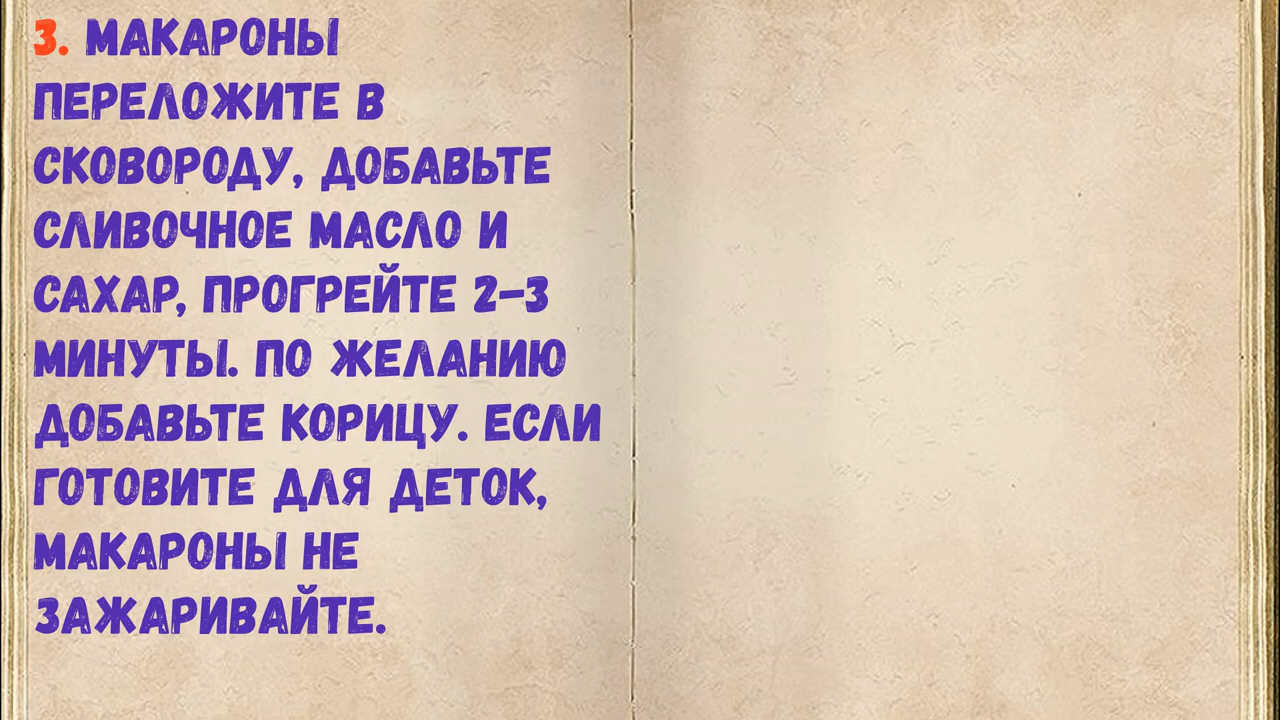 3. МАКАРОНЫ
ПЕРЕЛОЖИТЕ В
СКОВОРОДУ, ДОБАВЬТЕ
СЛИВОЧНОЕ МАСЛО И
САХАР, ПРОГРЕЙТЕ 2-3
МИНУТЫ. ПО ЖЕЛАНИЮ
ДОБАВЬТЕ КОРИЦУ. ЕСЛИ
ГОТОВИТЕ ДЛЯ ДЕТОК,
МАКАРОНЫ НЕ
ЗАЖАРИВАЙТЕ.